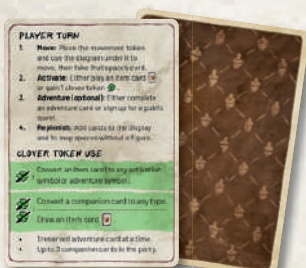 PLAYER TURN
1. Move: Place the movement token
and use the diagram under it to
move, then take that space's card.
2. Activate: Either play an item card
or gain 1 clover token.
3. Adventure (optional): Either complete
an adventure card or sign up for a public
quest.
4. Replenish: Add cards to the display
and to map spaces without a figure.
CLOVER TOKEN USE
Convert an item card to any activation
symbol or adventure symbol.
Convert a companion card to any type.
Draw an item card.
• 1 reserved adventure card at a time.
• Up to 3 companion cards in the party.